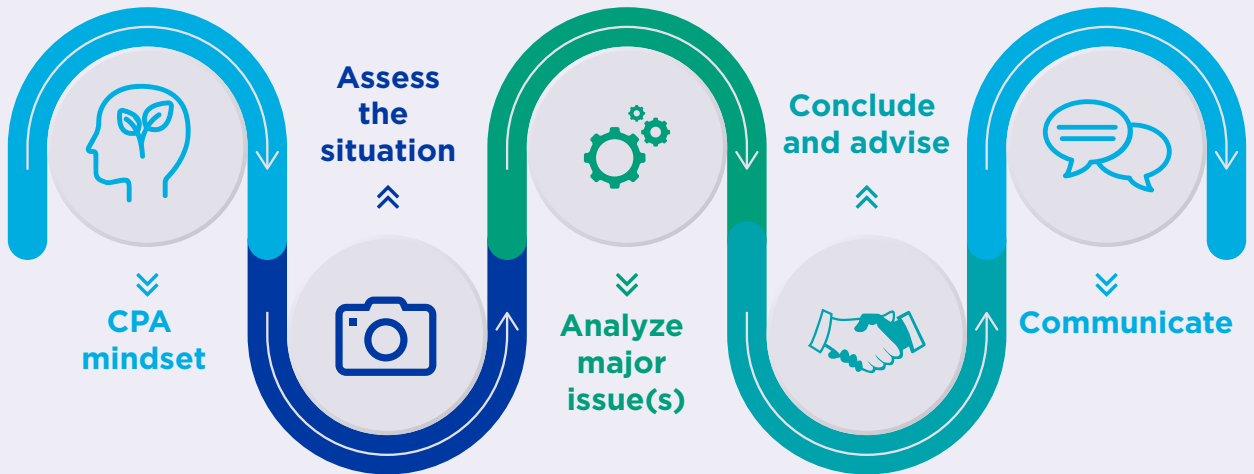 CPA
mindset
Assess
the
situation
Analyze
major
issue(s)
Conclude
and advise
Communicate